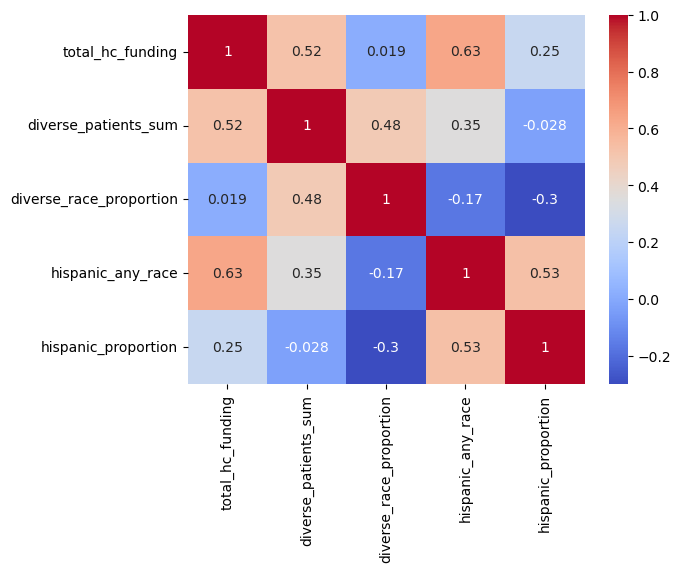 total_hc_funding 1 0.52 0.019 0.63 0.25
diverse_patients_sum 0.52 1 0.48 0.35 -0.028
diverse_race_proportion 0.019 0.48 1 -0.17 -0.3
hispanic_any_race 0.63 0.35 -0.17 1 0.53
hispanic_proportion 0.25 -0.028 -0.3 0.53 1
total_hc_funding
diverse_patients_sum
diverse_race_proportion
hispanic_any_race
hispanic_proportion
1.0
0.8
0.6
0.4
0.2
0.0
−0.2